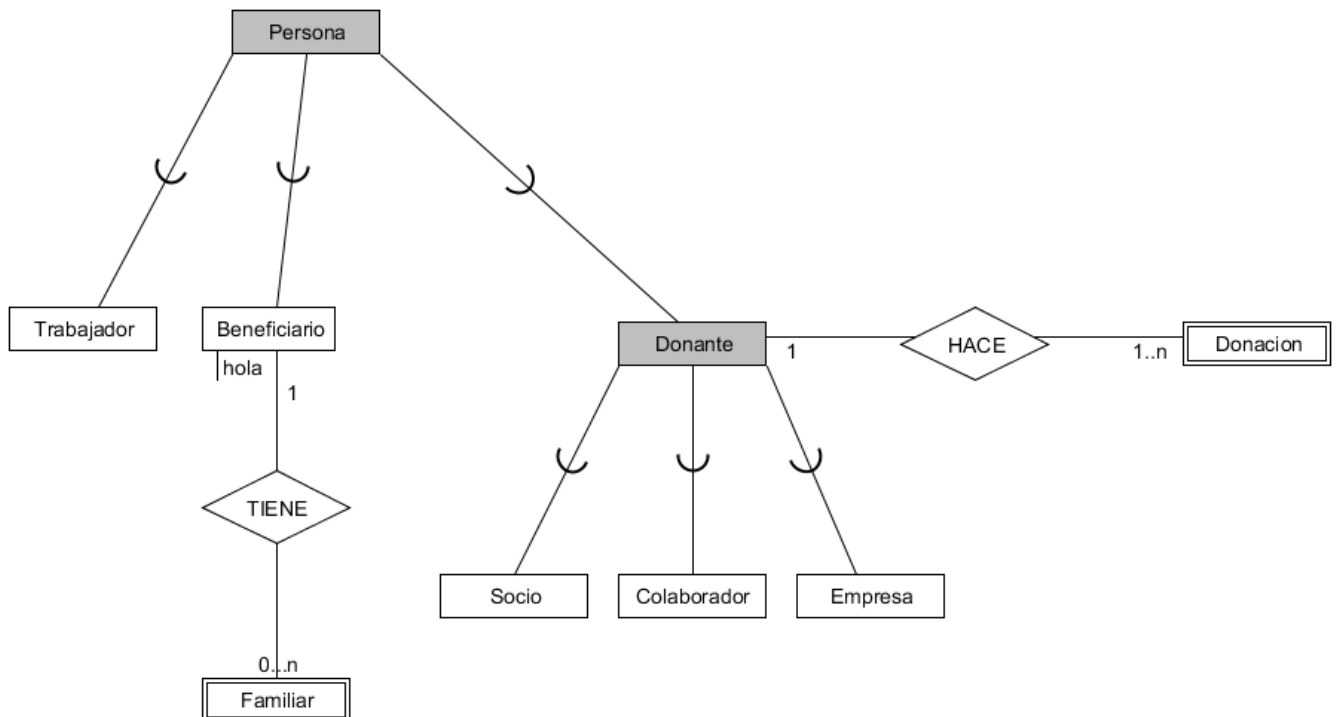 Persona
Trabajador
Beneficiario
hola
1
Donante
1
HACE
1..n
Donacion
TIENE
Socio
Colaborador
Empresa
0...n
Familiar